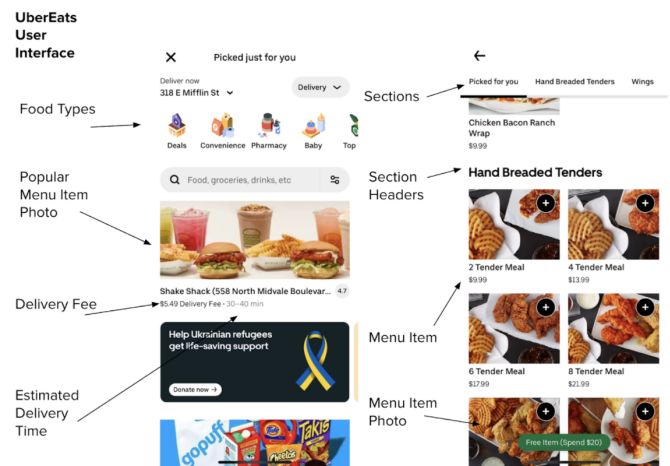 UberEats
User
Interface
Food Types
Popular
Menu Item
Photo
Delivery Fee
Estimated
Delivery
Time
Picked just for you
Deliver now
318 E Mifflin St
Delivery
Deals
Convenience
Pharmacy
Baby
Top
Food, groceries, drinks, etc
Shake Shack (558 North Midvale Boulevar...
4.7
$5.49 Delivery Fee • 30–40 min
Help Ukrainian refugees
get life-saving support
Donate now →
gopuff
Takis
Cheetos
Sections
Section
Headers
Menu Item
Menu Item
Photo
Picked for you
Hand Breaded Tenders
Wings
Chicken Bacon Ranch
Wrap
$9.99
Hand Breaded Tenders
2 Tender Meal
$9.99
4 Tender Meal
$13.99
6 Tender Meal
$17.99
8 Tender Meal
$21.99
Free Item (Spend $20)